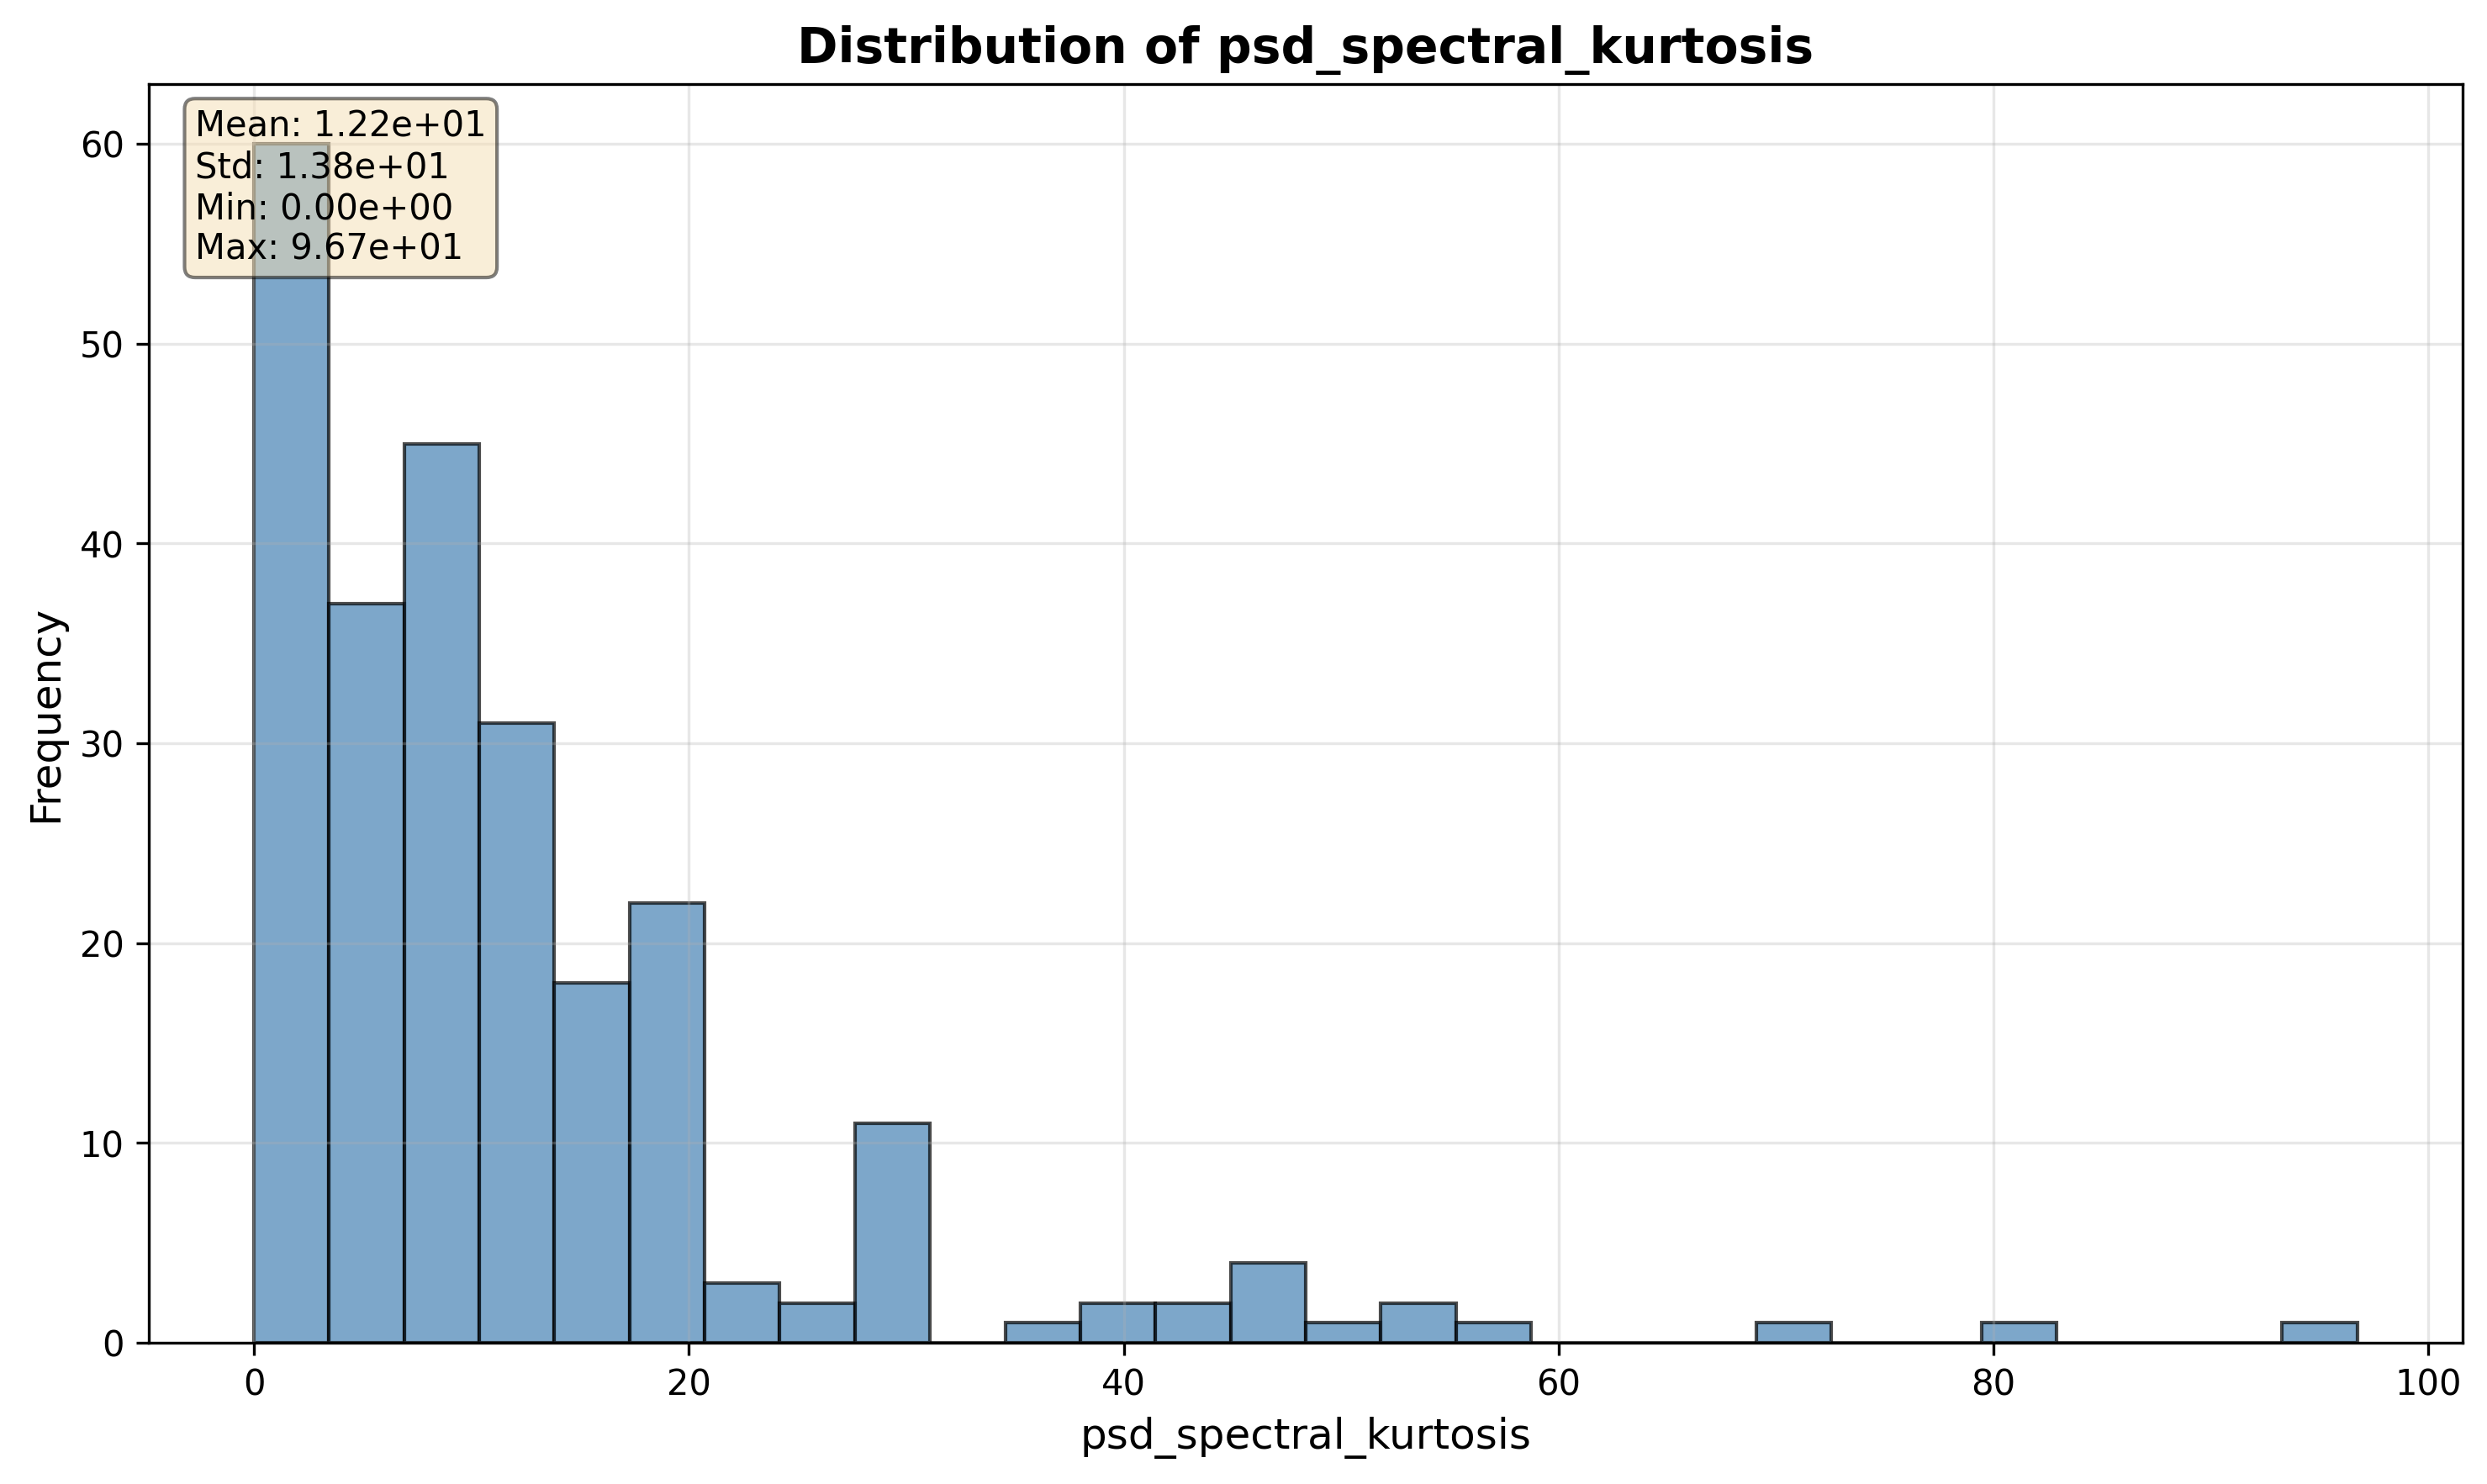 Distribution of psd_spectral_kurtosis
Mean: 1.22e+01
Std: 1.38e+01
Min: 0.00e+00
Max: 9.67e+01
60
50
40
30
20
10
0
Frequency
0 20 40 60 80 100
psd_spectral_kurtosis